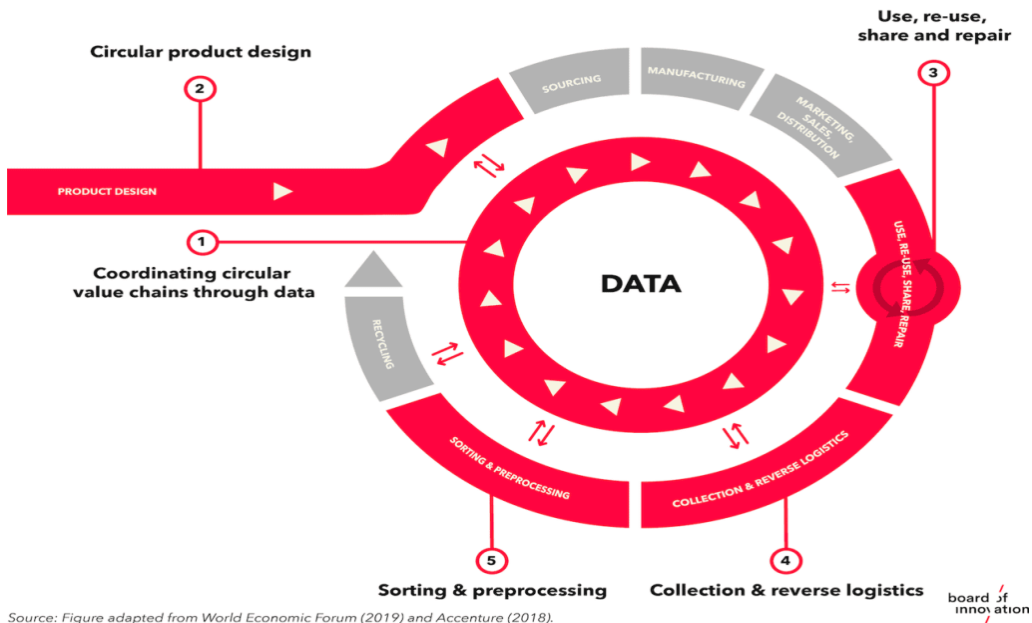 Use, re-use,
share and repair
Circular product design
3
2
SOURCING
MANUFACTURING
MARKETING,
SALES,
DISTRIBUTION
PRODUCT DESIGN
1
Coordinating circular
value chains through data
DATA
USE, RE-USE, SHARE, REPAIR
RECYCLING
SORTING & PREPROCESSING
COLLECTION & REVERSE LOGISTICS
5
4
Sorting & preprocessing
Collection & reverse logistics
board of
innovation
Source: Figure adapted from World Economic Forum (2019) and Accenture (2018).